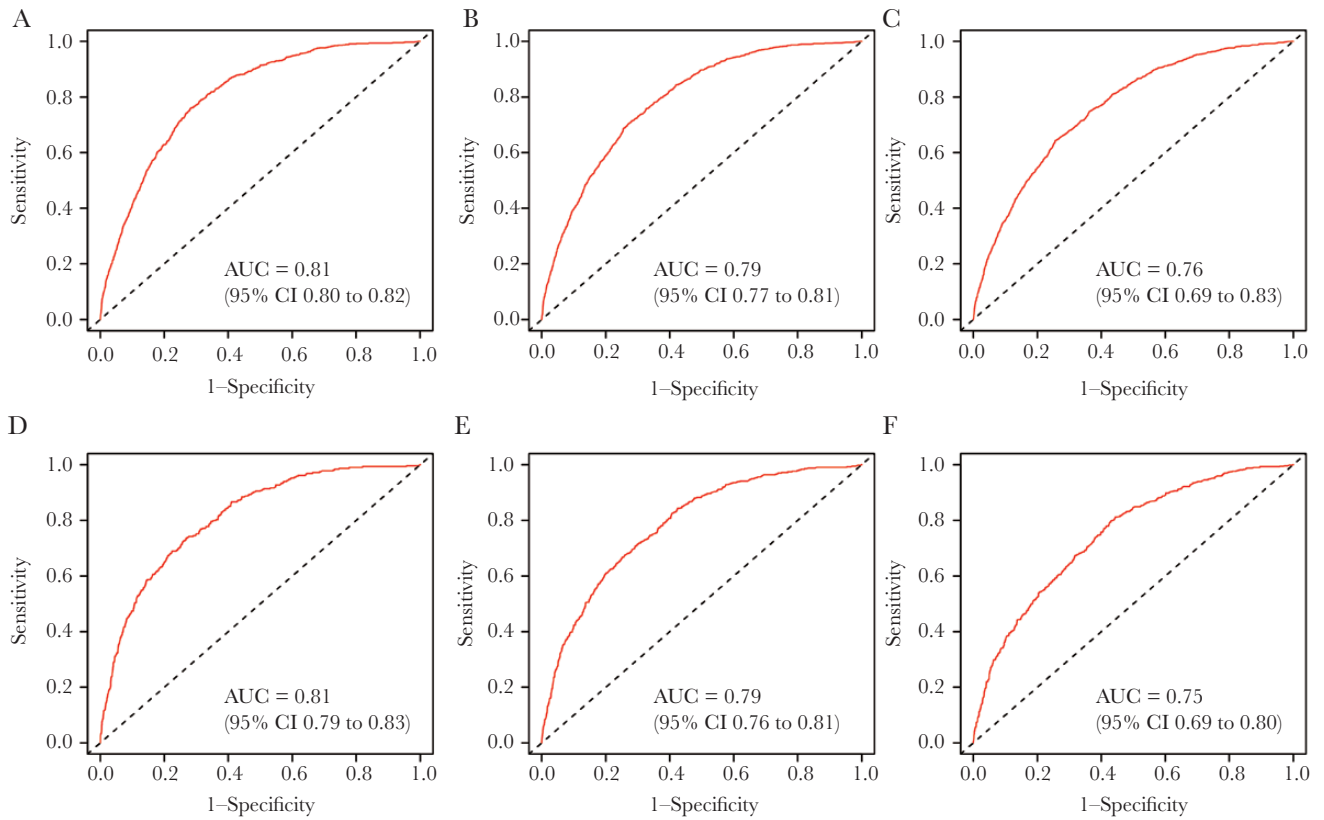 A
1.0
0.8
0.6
0.4
0.2
0.0
Sensitivity
AUC = 0.81
(95% CI 0.80 to 0.82)
0.0 0.2 0.4 0.6 0.8 1.0
1–Specificity
B
1.0
0.8
0.6
0.4
0.2
0.0
Sensitivity
AUC = 0.79
(95% CI 0.77 to 0.81)
0.0 0.2 0.4 0.6 0.8 1.0
1–Specificity
C
1.0
0.8
0.6
0.4
0.2
0.0
Sensitivity
AUC = 0.76
(95% CI 0.69 to 0.83)
0.0 0.2 0.4 0.6 0.8 1.0
1–Specificity
D
1.0
0.8
0.6
0.4
0.2
0.0
Sensitivity
AUC = 0.81
(95% CI 0.79 to 0.83)
0.0 0.2 0.4 0.6 0.8 1.0
1–Specificity
E
1.0
0.8
0.6
0.4
0.2
0.0
Sensitivity
AUC = 0.79
(95% CI 0.76 to 0.81)
0.0 0.2 0.4 0.6 0.8 1.0
1–Specificity
F
1.0
0.8
0.6
0.4
0.2
0.0
Sensitivity
AUC = 0.75
(95% CI 0.69 to 0.80)
0.0 0.2 0.4 0.6 0.8 1.0
1–Specificity